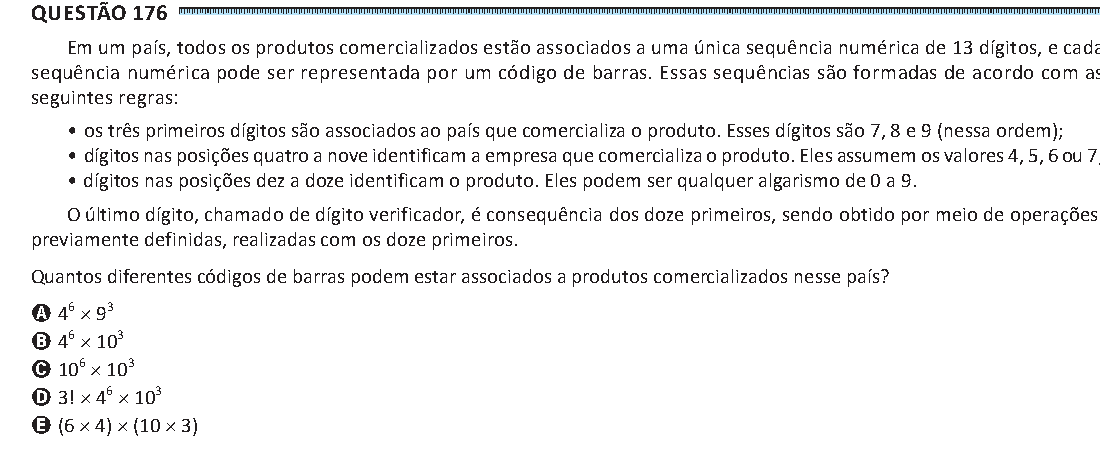 QUESTÃO 176
Em um país, todos os produtos comercializados estão associados a uma única sequência numérica de 13 dígitos, e cada
sequência numérica pode ser representada por um código de barras. Essas sequências são formadas de acordo com as
seguintes regras:
• os três primeiros dígitos são associados ao país que comercializa o produto. Esses dígitos são 7, 8 e 9 (nessa ordem);
• dígitos nas posições quatro a nove identificam a empresa que comercializa o produto. Eles assumem os valores 4, 5, 6 ou 7,
• dígitos nas posições dez a doze identificam o produto. Eles podem ser qualquer algarismo de 0 a 9.
O último dígito, chamado de dígito verificador, é consequência dos doze primeiros, sendo obtido por meio de operações
previamente definidas, realizadas com os doze primeiros.
Quantos diferentes códigos de barras podem estar associados a produtos comercializados nesse país?
A 4⁶ × 9³
B 4⁶ × 10³
C 10⁶ × 10³
D 3! × 4⁶ × 10³
E (6 × 4) × (10 × 3)